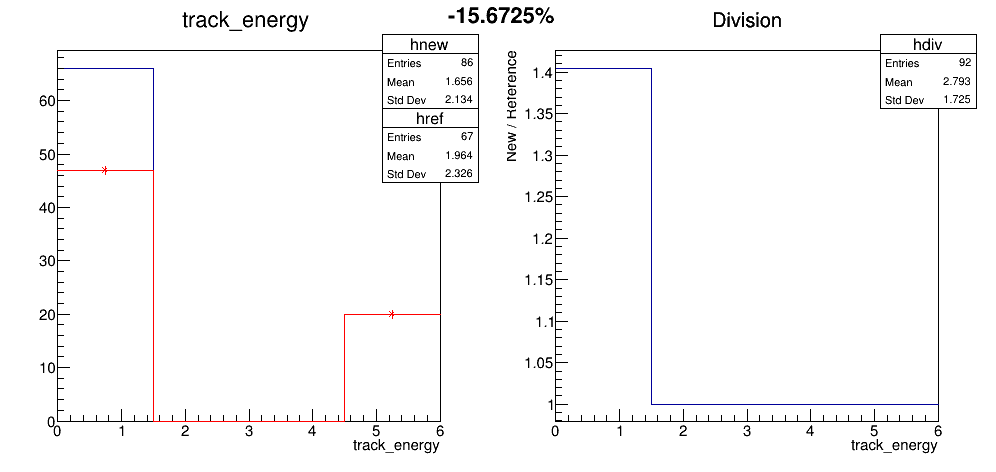 -15.6725%
track_energy
hnew
Entries 86
Mean 1.656
Std Dev 2.134
href
Entries 67
Mean 1.964
Std Dev 2.326
60
50
40
30
20
10
0
0 1 2 3 4 5 6
track_energy
Division
hdiv
Entries 92
Mean 2.793
Std Dev 1.725
New / Reference
1.4
1.35
1.3
1.25
1.2
1.15
1.1
1.05
1
0 1 2 3 4 5 6
track_energy